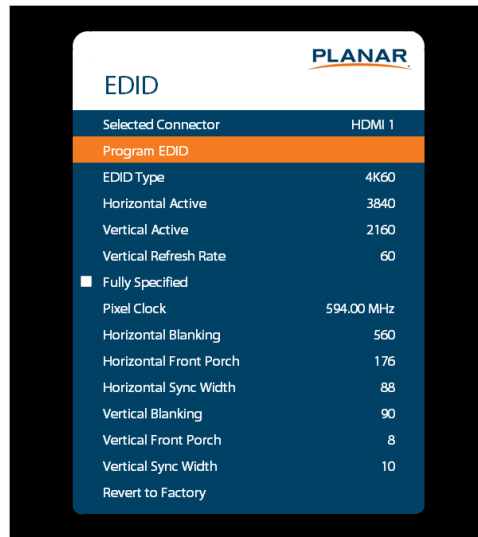 PLANAR
EDID
Selected Connector HDMI 1
Program EDID
EDID Type 4K60
Horizontal Active 3840
Vertical Active 2160
Vertical Refresh Rate 60
Fully Specified
Pixel Clock 594.00 MHz
Horizontal Blanking 560
Horizontal Front Porch 176
Horizontal Sync Width 88
Vertical Blanking 90
Vertical Front Porch 8
Vertical Sync Width 10
Revert to Factory